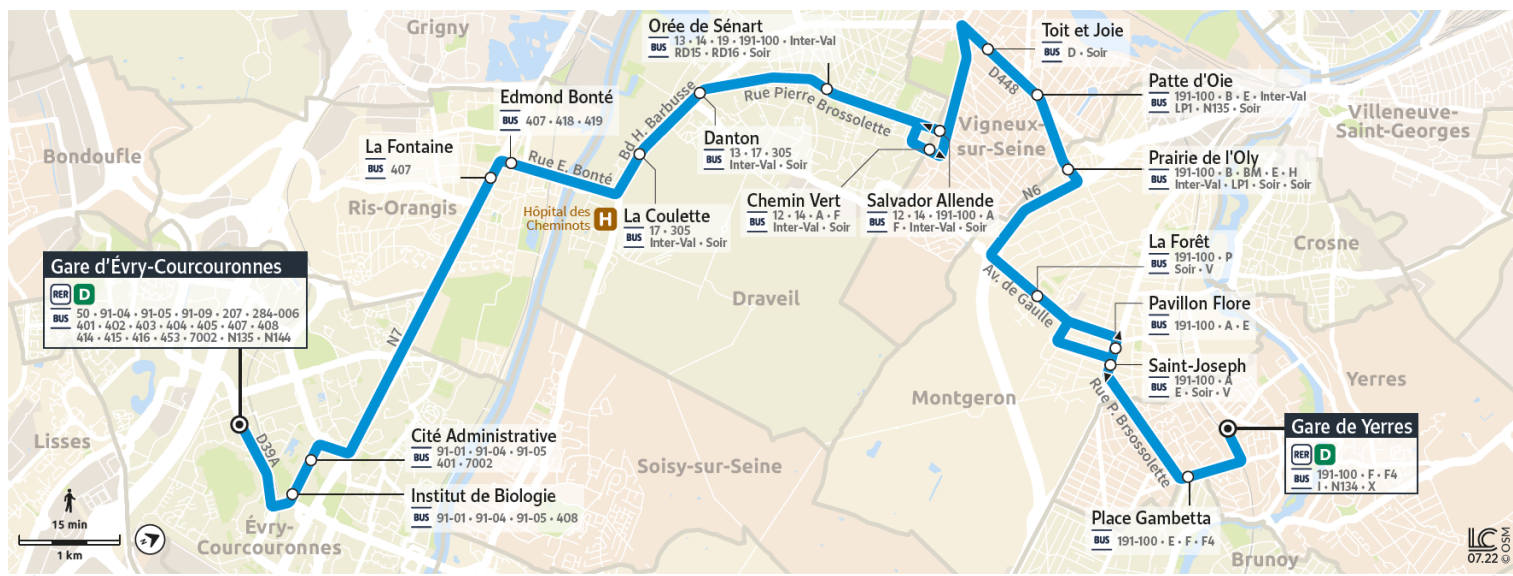 Grigny
Orée de Sénart
BUS 13 • 14 • 19 • 191-100 • Inter-Val
RD15 • RD16 • Soir
Toit et Joie
BUS D • Soir
D448
Patte d'Oie
BUS 191-100 • B • E • Inter-Val
LP1 • N135 • Soir
Villeneuve-
Saint-Georges
Edmond Bonté
BUS 407 • 418 • 419
Bd H. Barbusse
Rue Pierre Brossolette
Vigneux-
sur-Seine
Bondoufle
La Fontaine
BUS 407
Rue E. Bonté
Danton
BUS 13 • 17 • 305
Inter-Val • Soir
Prairie de l'Oly
BUS 191-100 • B • BM • E • H
Inter-Val • LP1 • Soir • Soir
N6
Ris-Orangis
Hôpital des
Cheminots
H
La Coulette
BUS 17 • 305
Inter-Val • Soir
Chemin Vert
BUS 12 • 14 • A • F
Inter-Val • Soir
Salvador Allende
BUS 12 • 14 • 191-100 • A
F • Inter-Val • Soir
La Forêt
BUS 191-100 • P
Soir • V
Crosne
Gare d'Évry-Courcouronnes
RER D
BUS 50 • 91-04 • 91-05 • 91-09 • 207 • 284-006
401 • 402 • 403 • 404 • 405 • 407 • 408
414 • 415 • 416 • 453 • 7002 • N135 • N144
N7
Draveil
Av. de Gaulle
Pavillon Flore
BUS 191-100 • A • E
Saint-Joseph
BUS 191-100 • A
E • Soir • V
Yerres
Montgeron
Rue P. Brsossolette
Lisses
D39A
Cité Administrative
BUS 91-01 • 91-04 • 91-05
401 • 7002
Soisy-sur-Seine
Gare de Yerres
RER D
BUS 191-100 • F • F4
I • N134 • X
Institut de Biologie
BUS 91-01 • 91-04 • 91-05 • 408
Place Gambetta
BUS 191-100 • E • F • F4
Évry-
Courcouronnes
15 min
1 km
Z
Brunoy
LC
07.22
© OSM